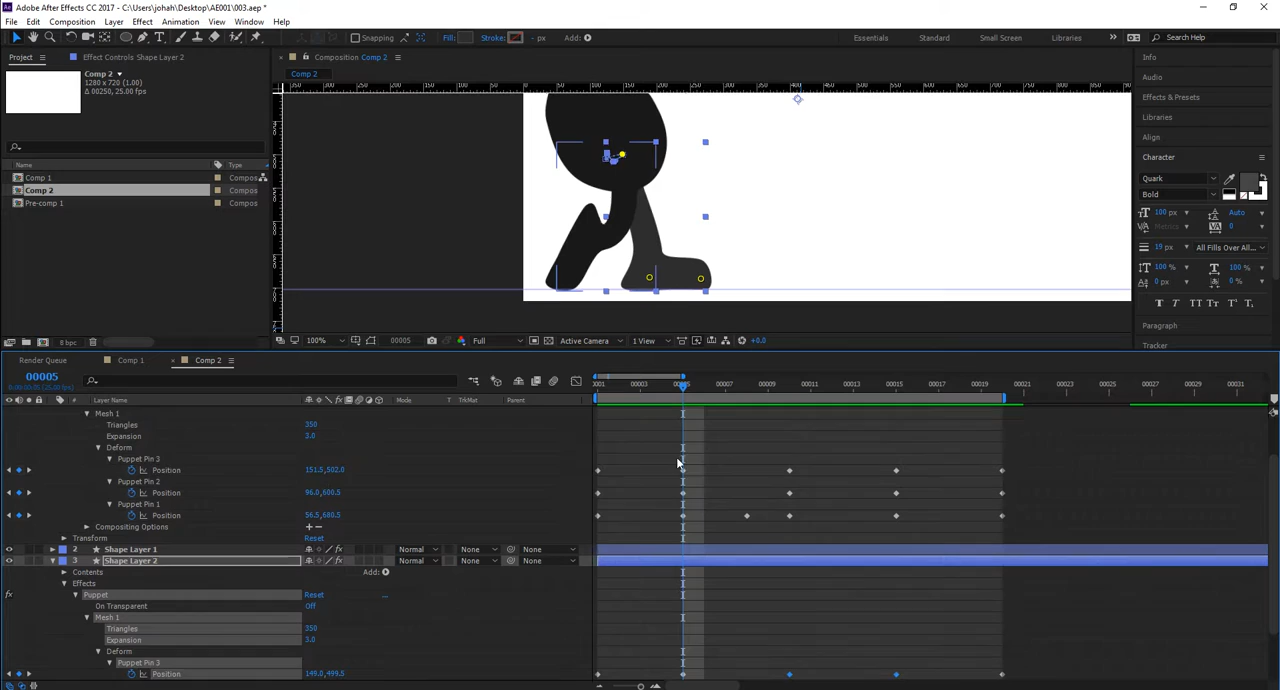 Adobe After Effects CC 2017 - C:\Users\johah\Desktop\AE001\003.aep *
File Edit Composition Layer Effect Animation View Window Help
Snapping Fill: Stroke: - px Add: Essentials Standard Small Screen Libraries Search Help
Project Effect Controls Shape Layer 2 Composition Comp 2 Info
Comp 2
1280 x 720 (1.00)
Δ 00250, 25.00 fps
Comp 2
Audio
Effects & Presets
Libraries
Align
Character
Name Type
Comp 1 Compos
Comp 2 Compos
Pre-comp 1 Compos
Quark
Bold
100 px Auto
Metrics 0
19 px All Fills Over All...
100 % 100 %
0 px 0 %
Paragraph
Tracker
8 bpc 100% 00005 Full Active Camera 1 View +0.0
Render Queue Comp 1 Comp 2
00005
0:00:00:05 (25.00 fps)
0001 00003 00005 00007 00009 00011 00013 00015 00017 00019 00021 00023 00025 00027 00029 00031
# Layer Name Mode T TrkMat Parent
Mesh 1
Triangles 350
Expansion 3.0
Deform
Puppet Pin 3
Position 151.5,502.0
Puppet Pin 2
Position 96.0,600.5
Puppet Pin 1
Position 56.5,680.5
Compositing Options + −
Transform Reset
2 Shape Layer 1 Normal None None
3 Shape Layer 2 Normal None None
Contents Add:
Effects
Puppet Reset ...
On Transparent Off
Mesh 1
Triangles 350
Expansion 3.0
Deform
Puppet Pin 3
Position 149.0,499.5